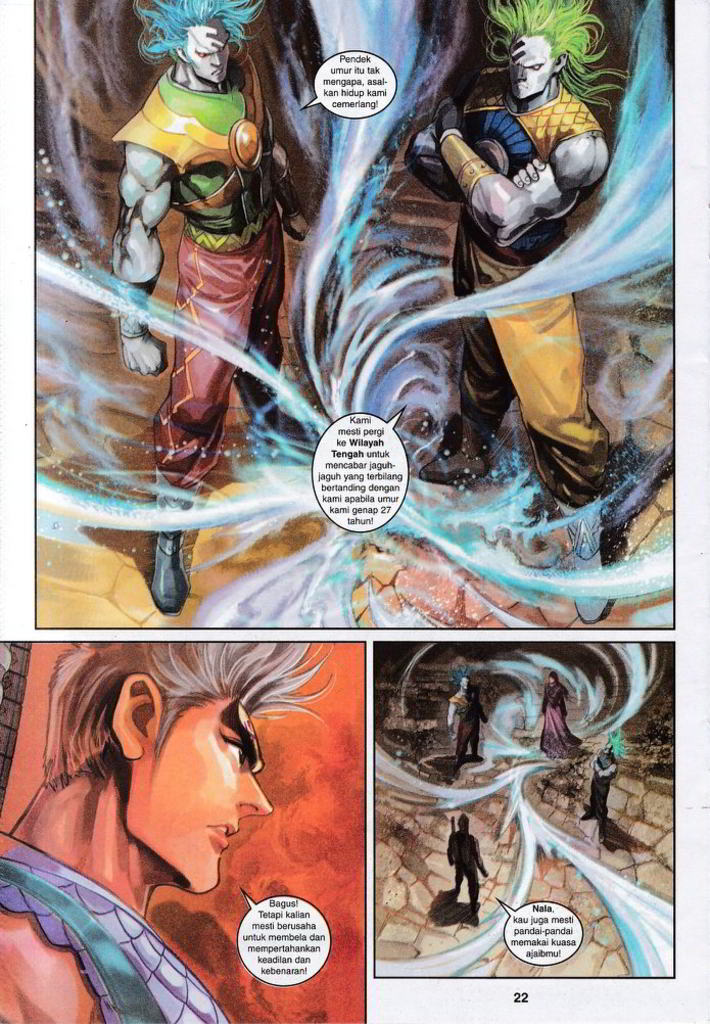 Pendek
umur itu tak
mengapa, asal-
kan hidup kami
cemerlang!
Kami
mesti pergi
ke Wilayah
Tengah untuk
mencabar jaguh-
jaguh yang terbilang
bertanding dengan
kami apabila umur
kami genap 27
tahun!
Bagus!
Tetapi kalian
mesti berusaha
untuk membela dan
mempertahankan
keadilan dan
kebenaran!
Nala,
kau juga mesti
pandai-pandai
memakai kuasa
ajaibmu!
22